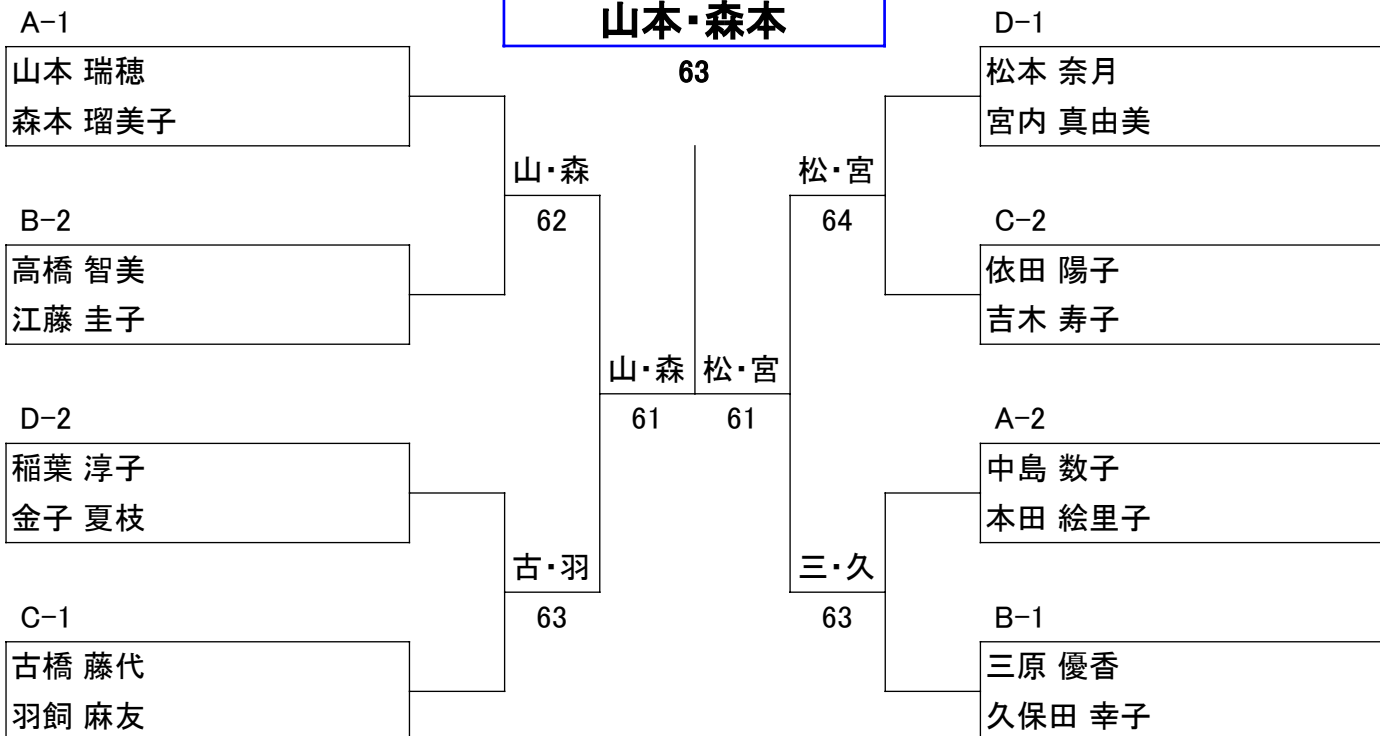 山本・森本
63
A-1
山本 瑞穂
森本 瑠美子
B-2
高橋 智美
江藤 圭子
D-2
稲葉 淳子
金子 夏枝
C-1
古橋 藤代
羽飼 麻友
山・森
62
古・羽
63
山・森
61
松・宮
61
松・宮
64
三・久
63
D-1
松本 奈月
宮内 真由美
C-2
依田 陽子
吉木 寿子
A-2
中島 数子
本田 絵里子
B-1
三原 優香
久保田 幸子